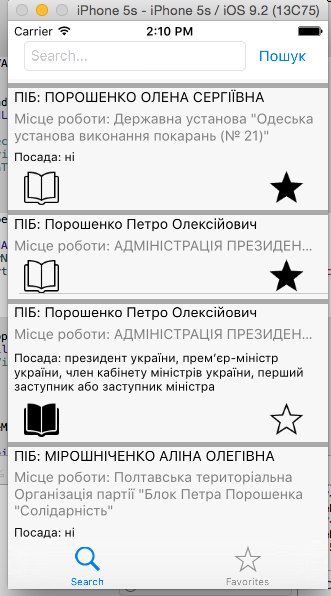 iPhone 5s - iPhone 5s / iOS 9.2 (13C75)
Carrier 2:10 PM
Search... Пошук
ПІБ: ПОРОШЕНКО ОЛЕНА СЕРГІЇВНА
Місце роботи: Державна установа "Одеська
установа виконання покарань (№ 21)"
Посада: ні
ПІБ: Порошенко Петро Олексійович
Місце роботи: АДМІНІСТРАЦІЯ ПРЕЗИДЕН...
ПІБ: Порошенко Петро Олексійович
Місце роботи: АДМІНІСТРАЦІЯ ПРЕЗИДЕН...
Посада: президент україни, прем’єр-міністр
україни, член кабінету міністрів україни, перший
заступник або заступник міністра
ПІБ: МІРОШНІЧЕНКО АЛІНА ОЛЕГІВНА
Місце роботи: Полтавська територіальна
Організація партії "Блок Петра Порошенка
"Солідарність"
Посада: ні
Search Favorites